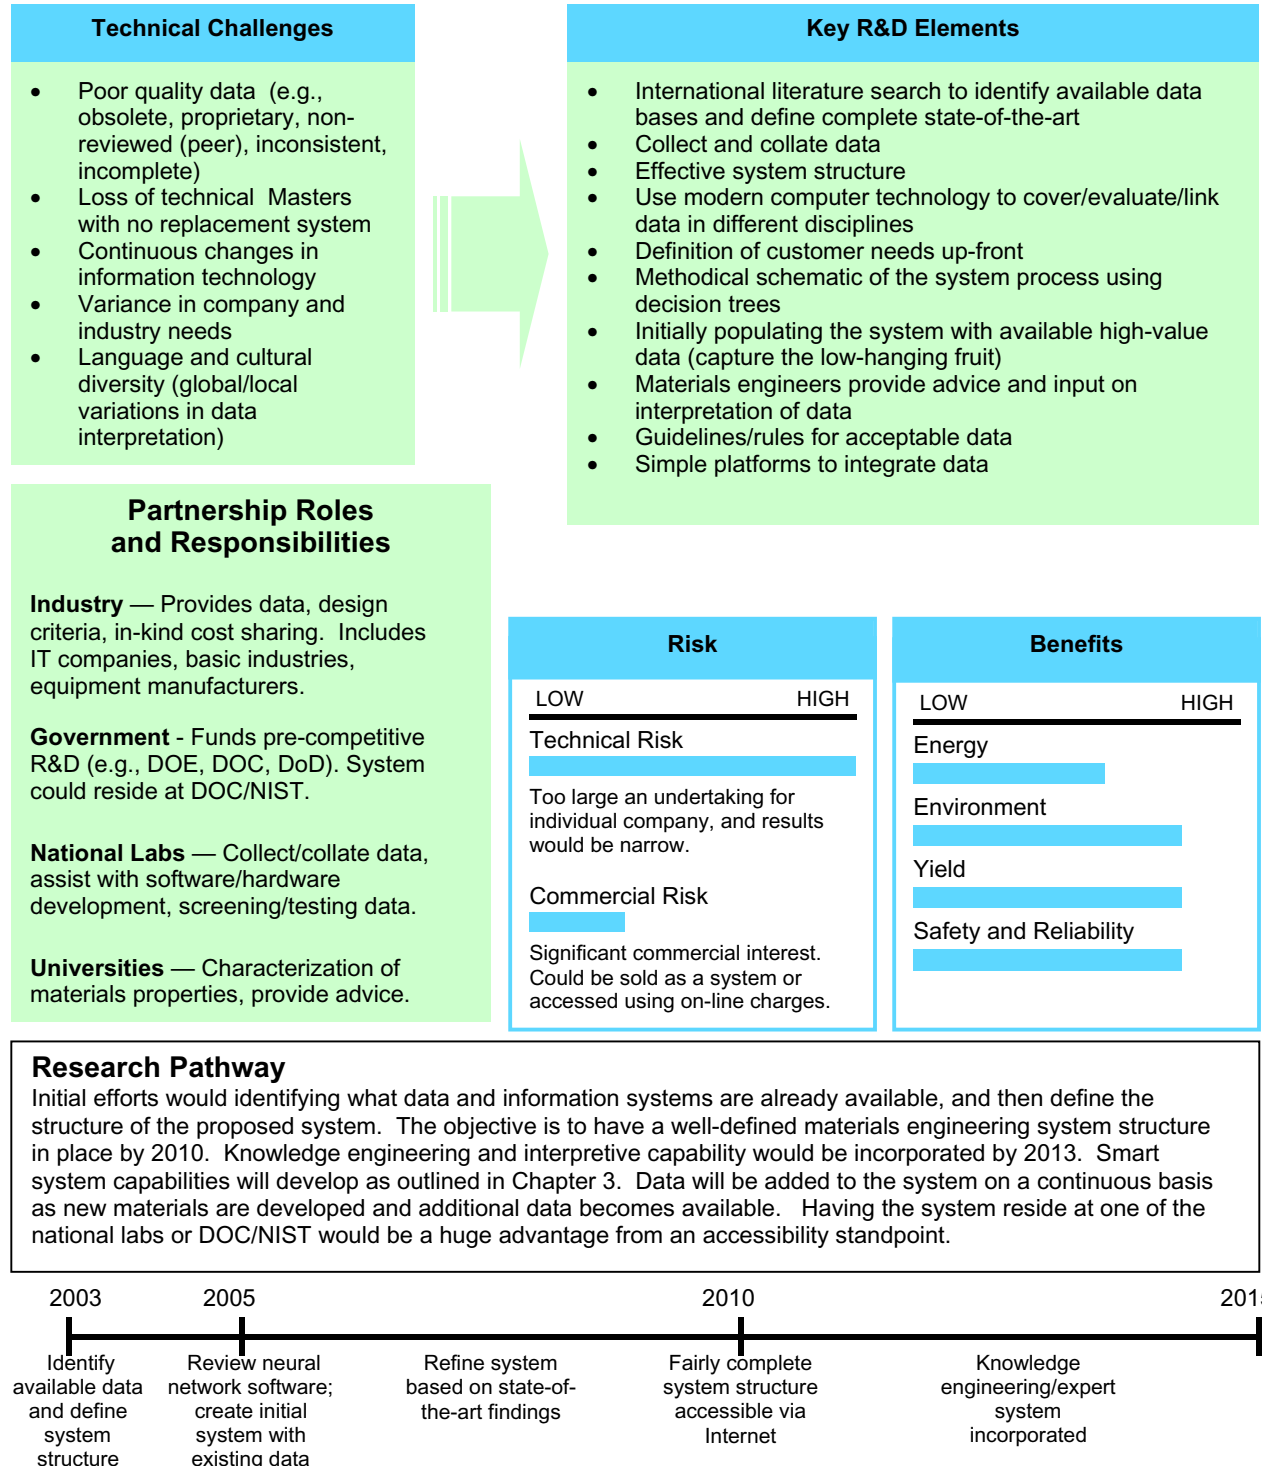 Technical Challenges
• Poor quality data (e.g.,
obsolete, proprietary, non-
reviewed (peer), inconsistent,
incomplete)
• Loss of technical Masters
with no replacement system
• Continuous changes in
information technology
• Variance in company and
industry needs
• Language and cultural
diversity (global/local
variations in data
interpretation)
Key R&D Elements
• International literature search to identify available data
bases and define complete state-of-the-art
• Collect and collate data
• Effective system structure
• Use modern computer technology to cover/evaluate/link
data in different disciplines
• Definition of customer needs up-front
• Methodical schematic of the system process using
decision trees
• Initially populating the system with available high-value
data (capture the low-hanging fruit)
• Materials engineers provide advice and input on
interpretation of data
• Guidelines/rules for acceptable data
• Simple platforms to integrate data
Partnership Roles
and Responsibilities
Industry — Provides data, design
criteria, in-kind cost sharing. Includes
IT companies, basic industries,
equipment manufacturers.
Government - Funds pre-competitive
R&D (e.g., DOE, DOC, DoD). System
could reside at DOC/NIST.
National Labs — Collect/collate data,
assist with software/hardware
development, screening/testing data.
Universities — Characterization of
materials properties, provide advice.
Risk
LOW HIGH
Technical Risk
Too large an undertaking for
individual company, and results
would be narrow.
Commercial Risk
Significant commercial interest.
Could be sold as a system or
accessed using on-line charges.
Benefits
LOW HIGH
Energy
Environment
Yield
Safety and Reliability
Research Pathway
Initial efforts would identifying what data and information systems are already available, and then define the
structure of the proposed system. The objective is to have a well-defined materials engineering system structure
in place by 2010. Knowledge engineering and interpretive capability would be incorporated by 2013. Smart
system capabilities will develop as outlined in Chapter 3. Data will be added to the system on a continuous basis
as new materials are developed and additional data becomes available. Having the system reside at one of the
national labs or DOC/NIST would be a huge advantage from an accessibility standpoint.
2003 2005 2010 2015
Identify
available data
and define
system
structure
Review neural
network software;
create initial
system with
existing data
Refine system
based on state-of-
the-art findings
Fairly complete
system structure
accessible via
Internet
Knowledge
engineering/expert
system
incorporated